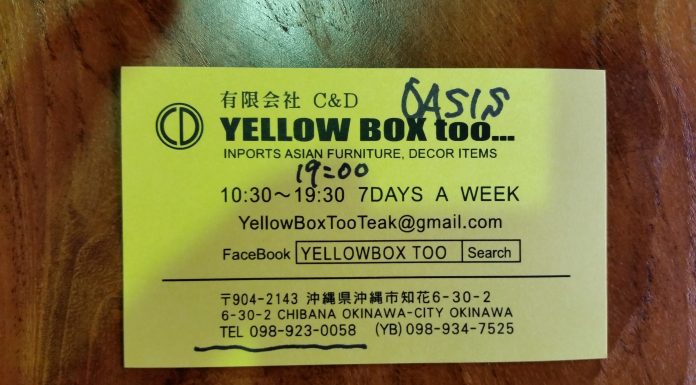 有限会社 C&D OASIS
CD YELLOW BOX too...
INPORTS ASIAN FURNITURE, DECOR ITEMS
19=00
10:30〜19:30 7DAYS A WEEK
YellowBoxTooTeak@gmail.com
FaceBook YELLOWBOX TOO Search
〒904-2143 沖縄県沖縄市知花6-30-2
6-30-2 CHIBANA OKINAWA-CITY OKINAWA
TEL 098-923-0058 (YB) 098-934-7525